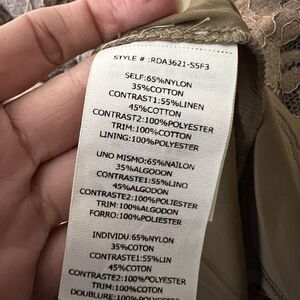 STYLE # :RDA3621-S5F3
SELF:65%NYLON
35%COTTON
CONTRAST1:55%LINEN
45%COTTON
CONTRAST2:100%POLYESTER
TRIM:100%COTTON
LINING:100%POLYESTER
UNO MISMO:65%NAILON
35%ALGODON
CONTRASTE1:55%LINO
45%ALGODON
CONTRASTE2:100%POLIESTER
TRIM:100%ALGODON
FORRO:100%POLIESTER
INDIVIDU:65%NYLON
35%COTON
CONTRASTE1:55%LIN
45%COTON
CONTRASTE2:100%POLYESTER
TRIM:100%COTON
DOUBLURE:100%POLYESTER